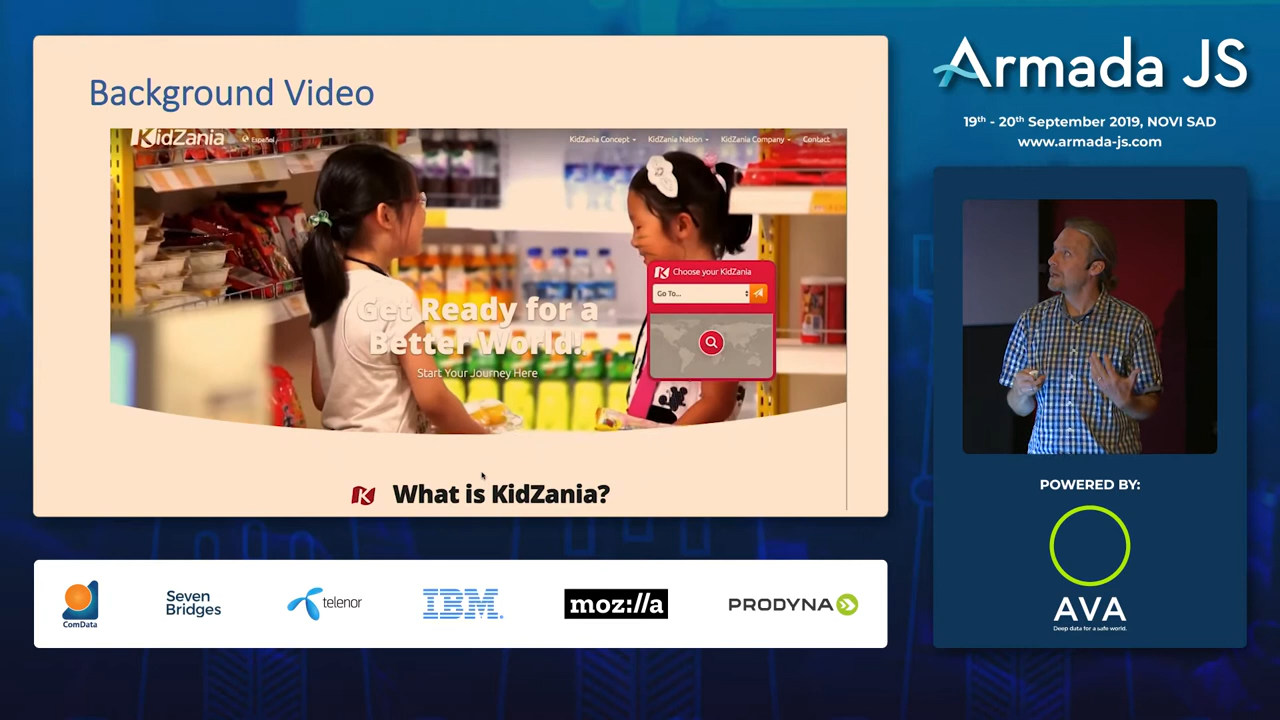 Background Video
KidZania
Español
KidZania Concept
KidZania Nation
KidZania Company
Contact
Choose your KidZania
Go To...
Get Ready for a
Better World!
Start Your Journey Here
What is KidZania?
Armada JS
19th - 20th September 2019, NOVI SAD
www.armada-js.com
POWERED BY:
AVA
Deep data for a safe world.
ComData
Seven
Bridges
telenor
IBM
moz://a
PRODYNA